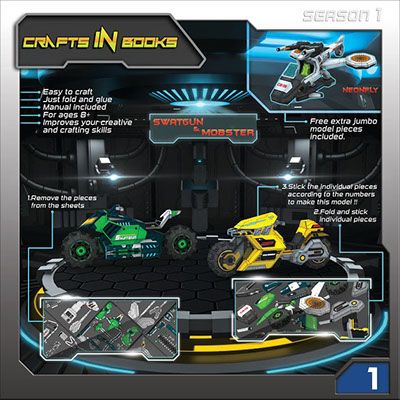 SEASON 1
CRAFTS IN BOOKS
Easy to craft
Just fold and glue
Manual included
For ages 8+
Improves your creative
and crafting skills
NEONFLY
SWATGUN
& MOBSTER
Free extra jumbo
model pieces
included.
1.Remove the pieces
from the sheets
3.Stick the individual pieces
according to the numbers
to make this model !!
2.Fold and stick
individual pieces
1